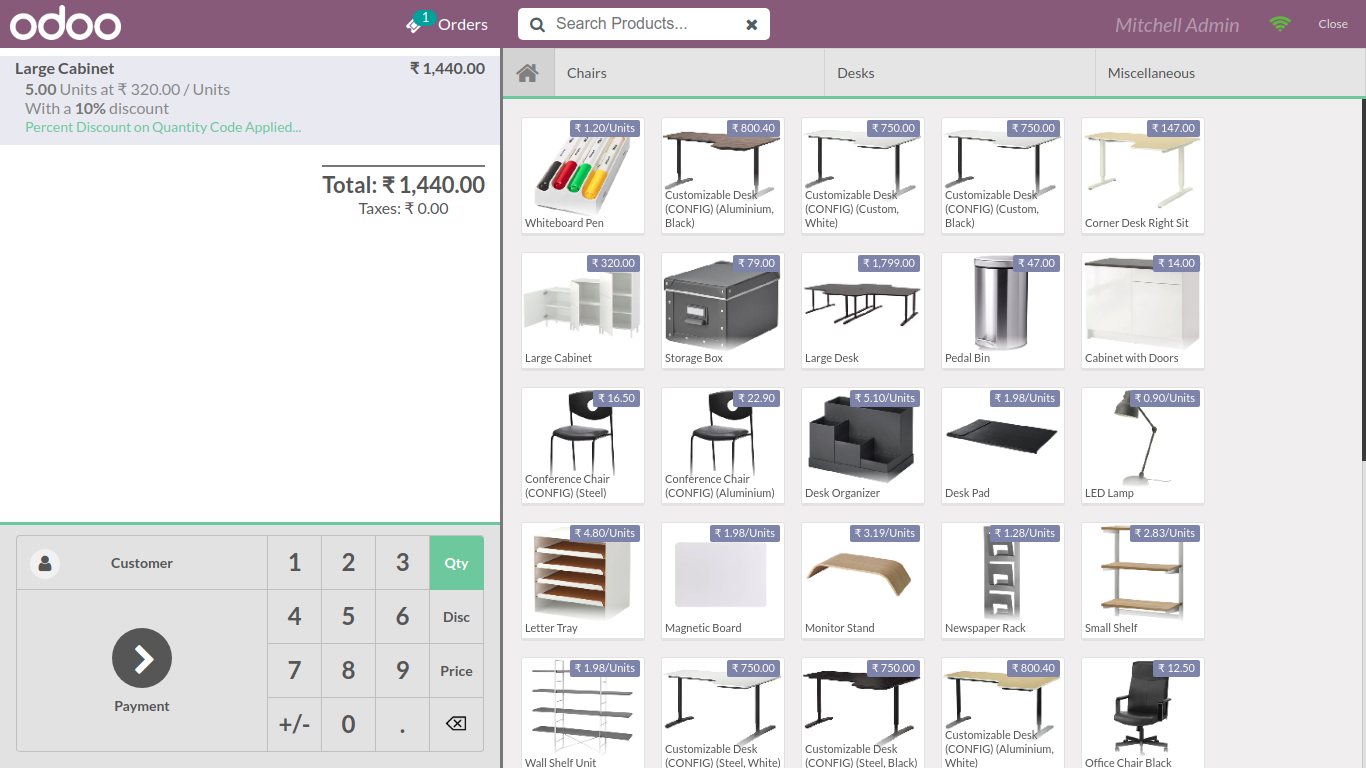 odoo
1
Orders
Search Products...
Mitchell Admin
Close
Large Cabinet
₹ 1,440.00
5.00 Units at ₹ 320.00 / Units
With a 10% discount
Percent Discount on Quantity Code Applied...
Total: ₹ 1,440.00
Taxes: ₹ 0.00
Customer
1
2
3
Qty
4
5
6
Disc
Payment
7
8
9
Price
+/-
0
.
Chairs
Desks
Miscellaneous
₹ 1.20/Units
Whiteboard Pen
₹ 800.40
Customizable Desk
(CONFIG) (Aluminium,
Black)
₹ 750.00
Customizable Desk
(CONFIG) (Custom,
White)
₹ 750.00
Customizable Desk
(CONFIG) (Custom,
Black)
₹ 147.00
Corner Desk Right Sit
₹ 320.00
Large Cabinet
₹ 79.00
Storage Box
₹ 1,799.00
Large Desk
₹ 47.00
Pedal Bin
₹ 14.00
Cabinet with Doors
₹ 16.50
Conference Chair
(CONFIG) (Steel)
₹ 22.90
Conference Chair
(CONFIG) (Aluminium)
₹ 5.10/Units
Desk Organizer
₹ 1.98/Units
Desk Pad
₹ 0.90/Units
LED Lamp
₹ 4.80/Units
Letter Tray
₹ 1.98/Units
Magnetic Board
₹ 3.19/Units
Monitor Stand
₹ 1.28/Units
Newspaper Rack
₹ 2.83/Units
Small Shelf
₹ 1.98/Units
Wall Shelf Unit
₹ 750.00
Customizable Desk
(CONFIG) (Steel, White)
₹ 750.00
Customizable Desk
(CONFIG) (Steel, Black)
₹ 800.40
Customizable Desk
(CONFIG) (Aluminium,
White)
₹ 12.50
Office Chair Black